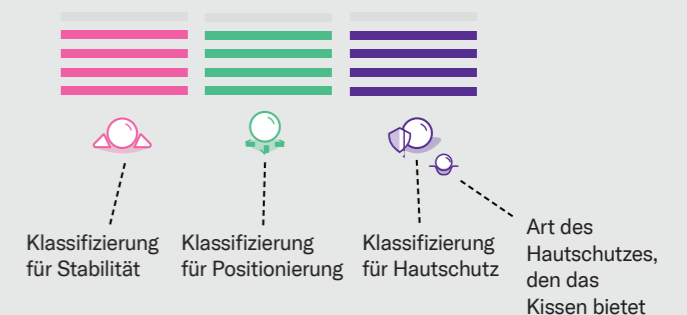 Klassifizierung
für Stabilität
Klassifizierung
für Positionierung
Klassifizierung
für Hautschutz
Art des
Hautschutzes,
den das
Kissen bietet